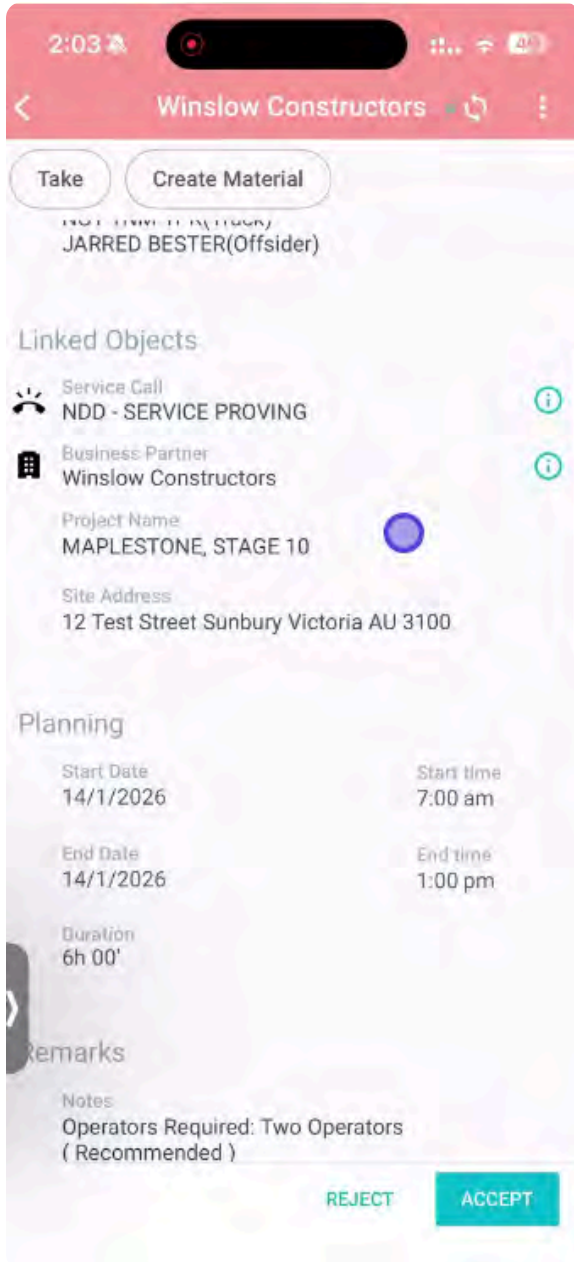 2:03
Winslow Constructors
Take
Create Material
JARRED BESTER(Offsider)
Linked Objects
Service Call
NDD - SERVICE PROVING
Business Partner
Winslow Constructors
Project Name
MAPLESTONE, STAGE 10
Site Address
12 Test Street Sunbury Victoria AU 3100
Planning
Start Date
Start time
14/1/2026
7:00 am
End Date
End time
14/1/2026
1:00 pm
Duration
6h 00'
Remarks
Notes
Operators Required: Two Operators
( Recommended )
REJECT
ACCEPT